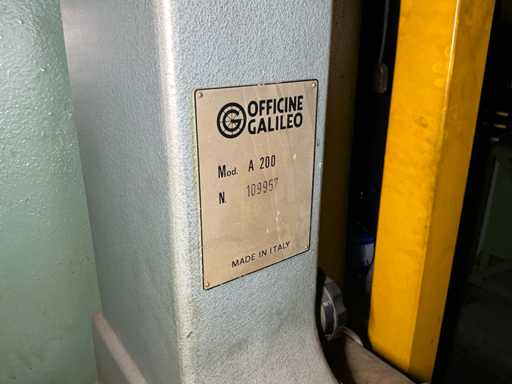 OFFICINE
GALILEO
Mod. A 200
N. 109957
MADE IN ITALY